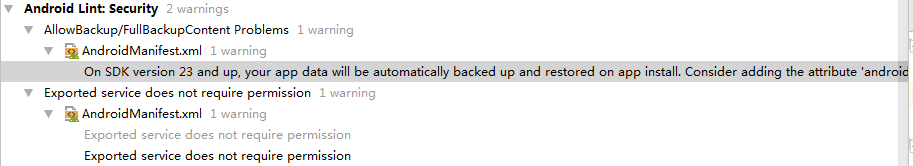 Android Lint: Security 2 warnings
AllowBackup/FullBackupContent Problems 1 warning
AndroidManifest.xml 1 warning
On SDK version 23 and up, your app data will be automatically backed up and restored on app install. Consider adding the attribute 'android
Exported service does not require permission 1 warning
AndroidManifest.xml 1 warning
Exported service does not require permission
Exported service does not require permission